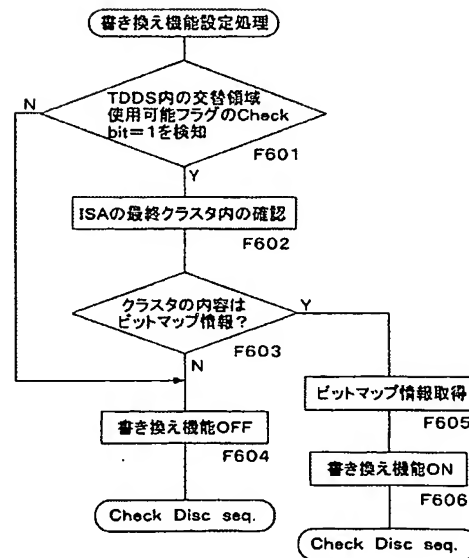 書き換え機能設定処理
N
TDDS内の交替領域
使用可能フラグのCheck
bit=1を検知
F601
Y
ISAの最終クラスタ内の確認
F602
クラスタの内容は
ビットマップ情報?
Y
F603
N
ビットマップ情報取得
F605
書き換え機能OFF
F604
書き換え機能ON
F606
Check Disc seq.
Check Disc seq.